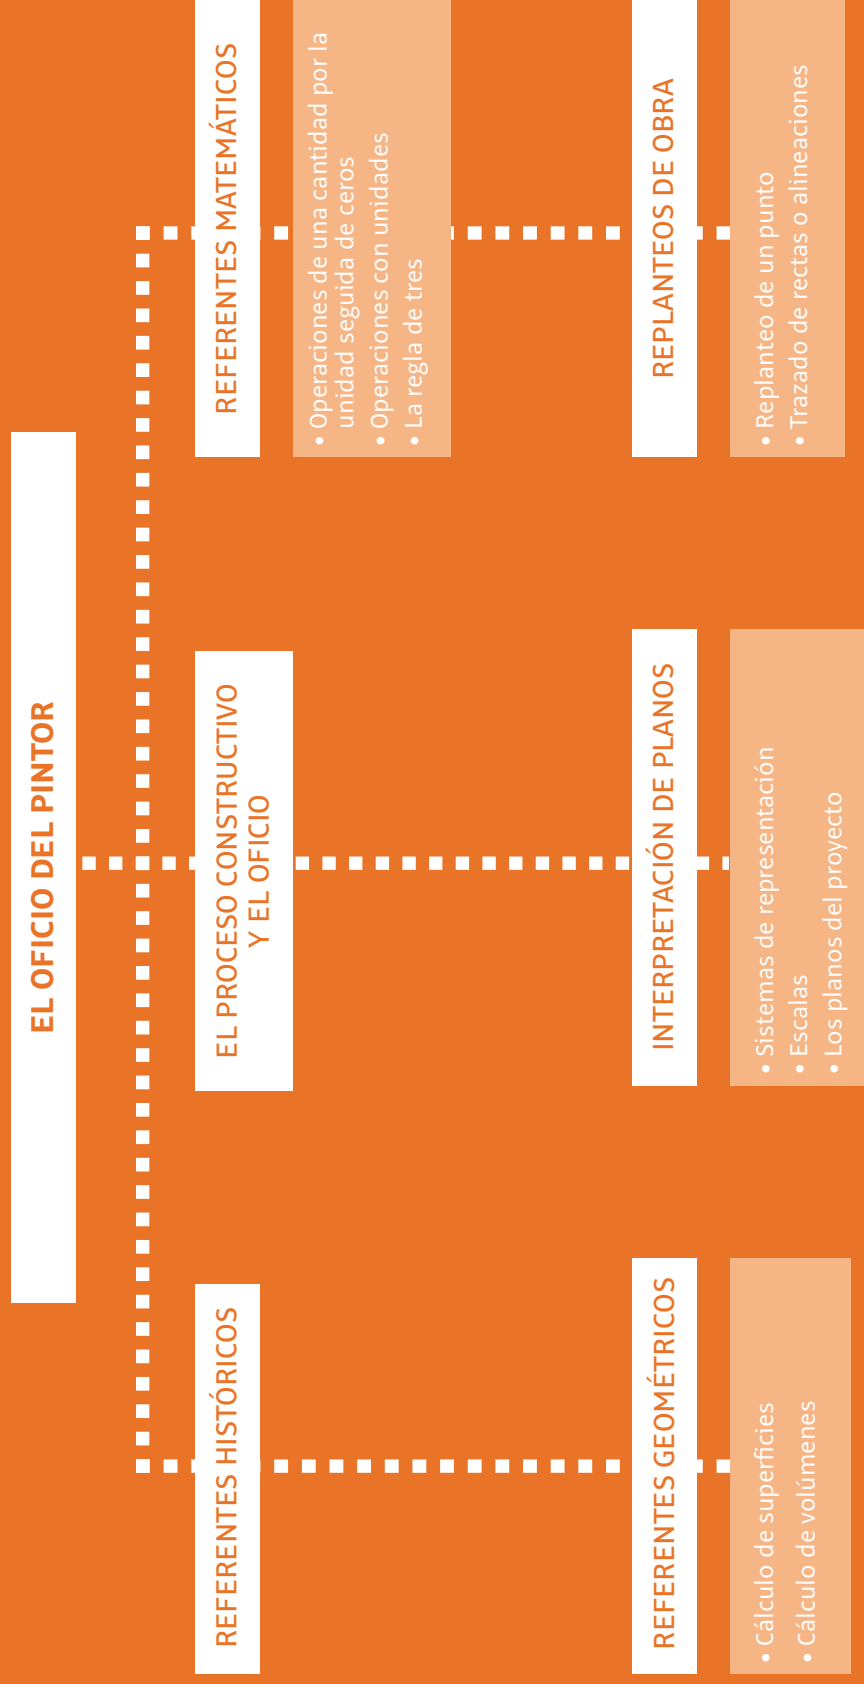 EL OFICIO DEL PINTOR
REFERENTES HISTÓRICOS
EL PROCESO CONSTRUCTIVO
Y EL OFICIO
REFERENTES MATEMÁTICOS
• Operaciones de una cantidad por la
unidad seguida de ceros
• Operaciones con unidades
• La regla de tres
REFERENTES GEOMÉTRICOS
• Cálculo de superficies
• Cálculo de volúmenes
INTERPRETACIÓN DE PLANOS
• Sistemas de representación
• Escalas
• Los planos del proyecto
REPLANTEOS DE OBRA
• Replanteo de un punto
• Trazado de rectas o alineaciones